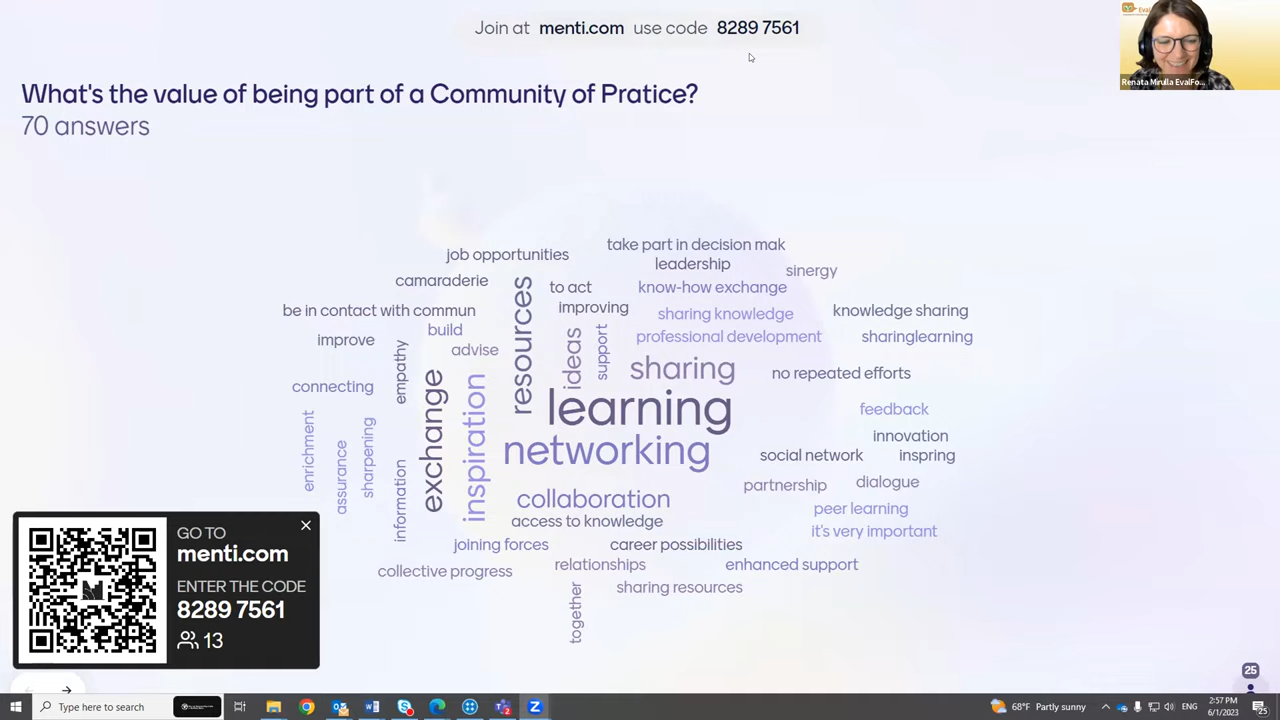 Join at menti.com use code 8289 7561
Renata Mirulla EvalFo...
What's the value of being part of a Community of Pratice?
70 answers
job opportunities
take part in decision mak
leadership
sinergy
camaraderie
resources
to act
know-how exchange
be in contact with commun
improving
sharing knowledge
knowledge sharing
build
improve
ideas
support
professional development
sharinglearning
advise
empathy
sharing
no repeated efforts
connecting
exchange
inspiration
learning
feedback
enrichment
assurance
sharpening
networking
innovation
social network
inspring
information
partnership
dialogue
collaboration
peer learning
access to knowledge
it's very important
joining forces
career possibilities
collective progress
relationships
enhanced support
together
sharing resources
GO TO
menti.com
ENTER THE CODE
8289 7561
13
25
Type here to search
68°F Partly sunny
ENG
2:57 PM
6/1/2023
25